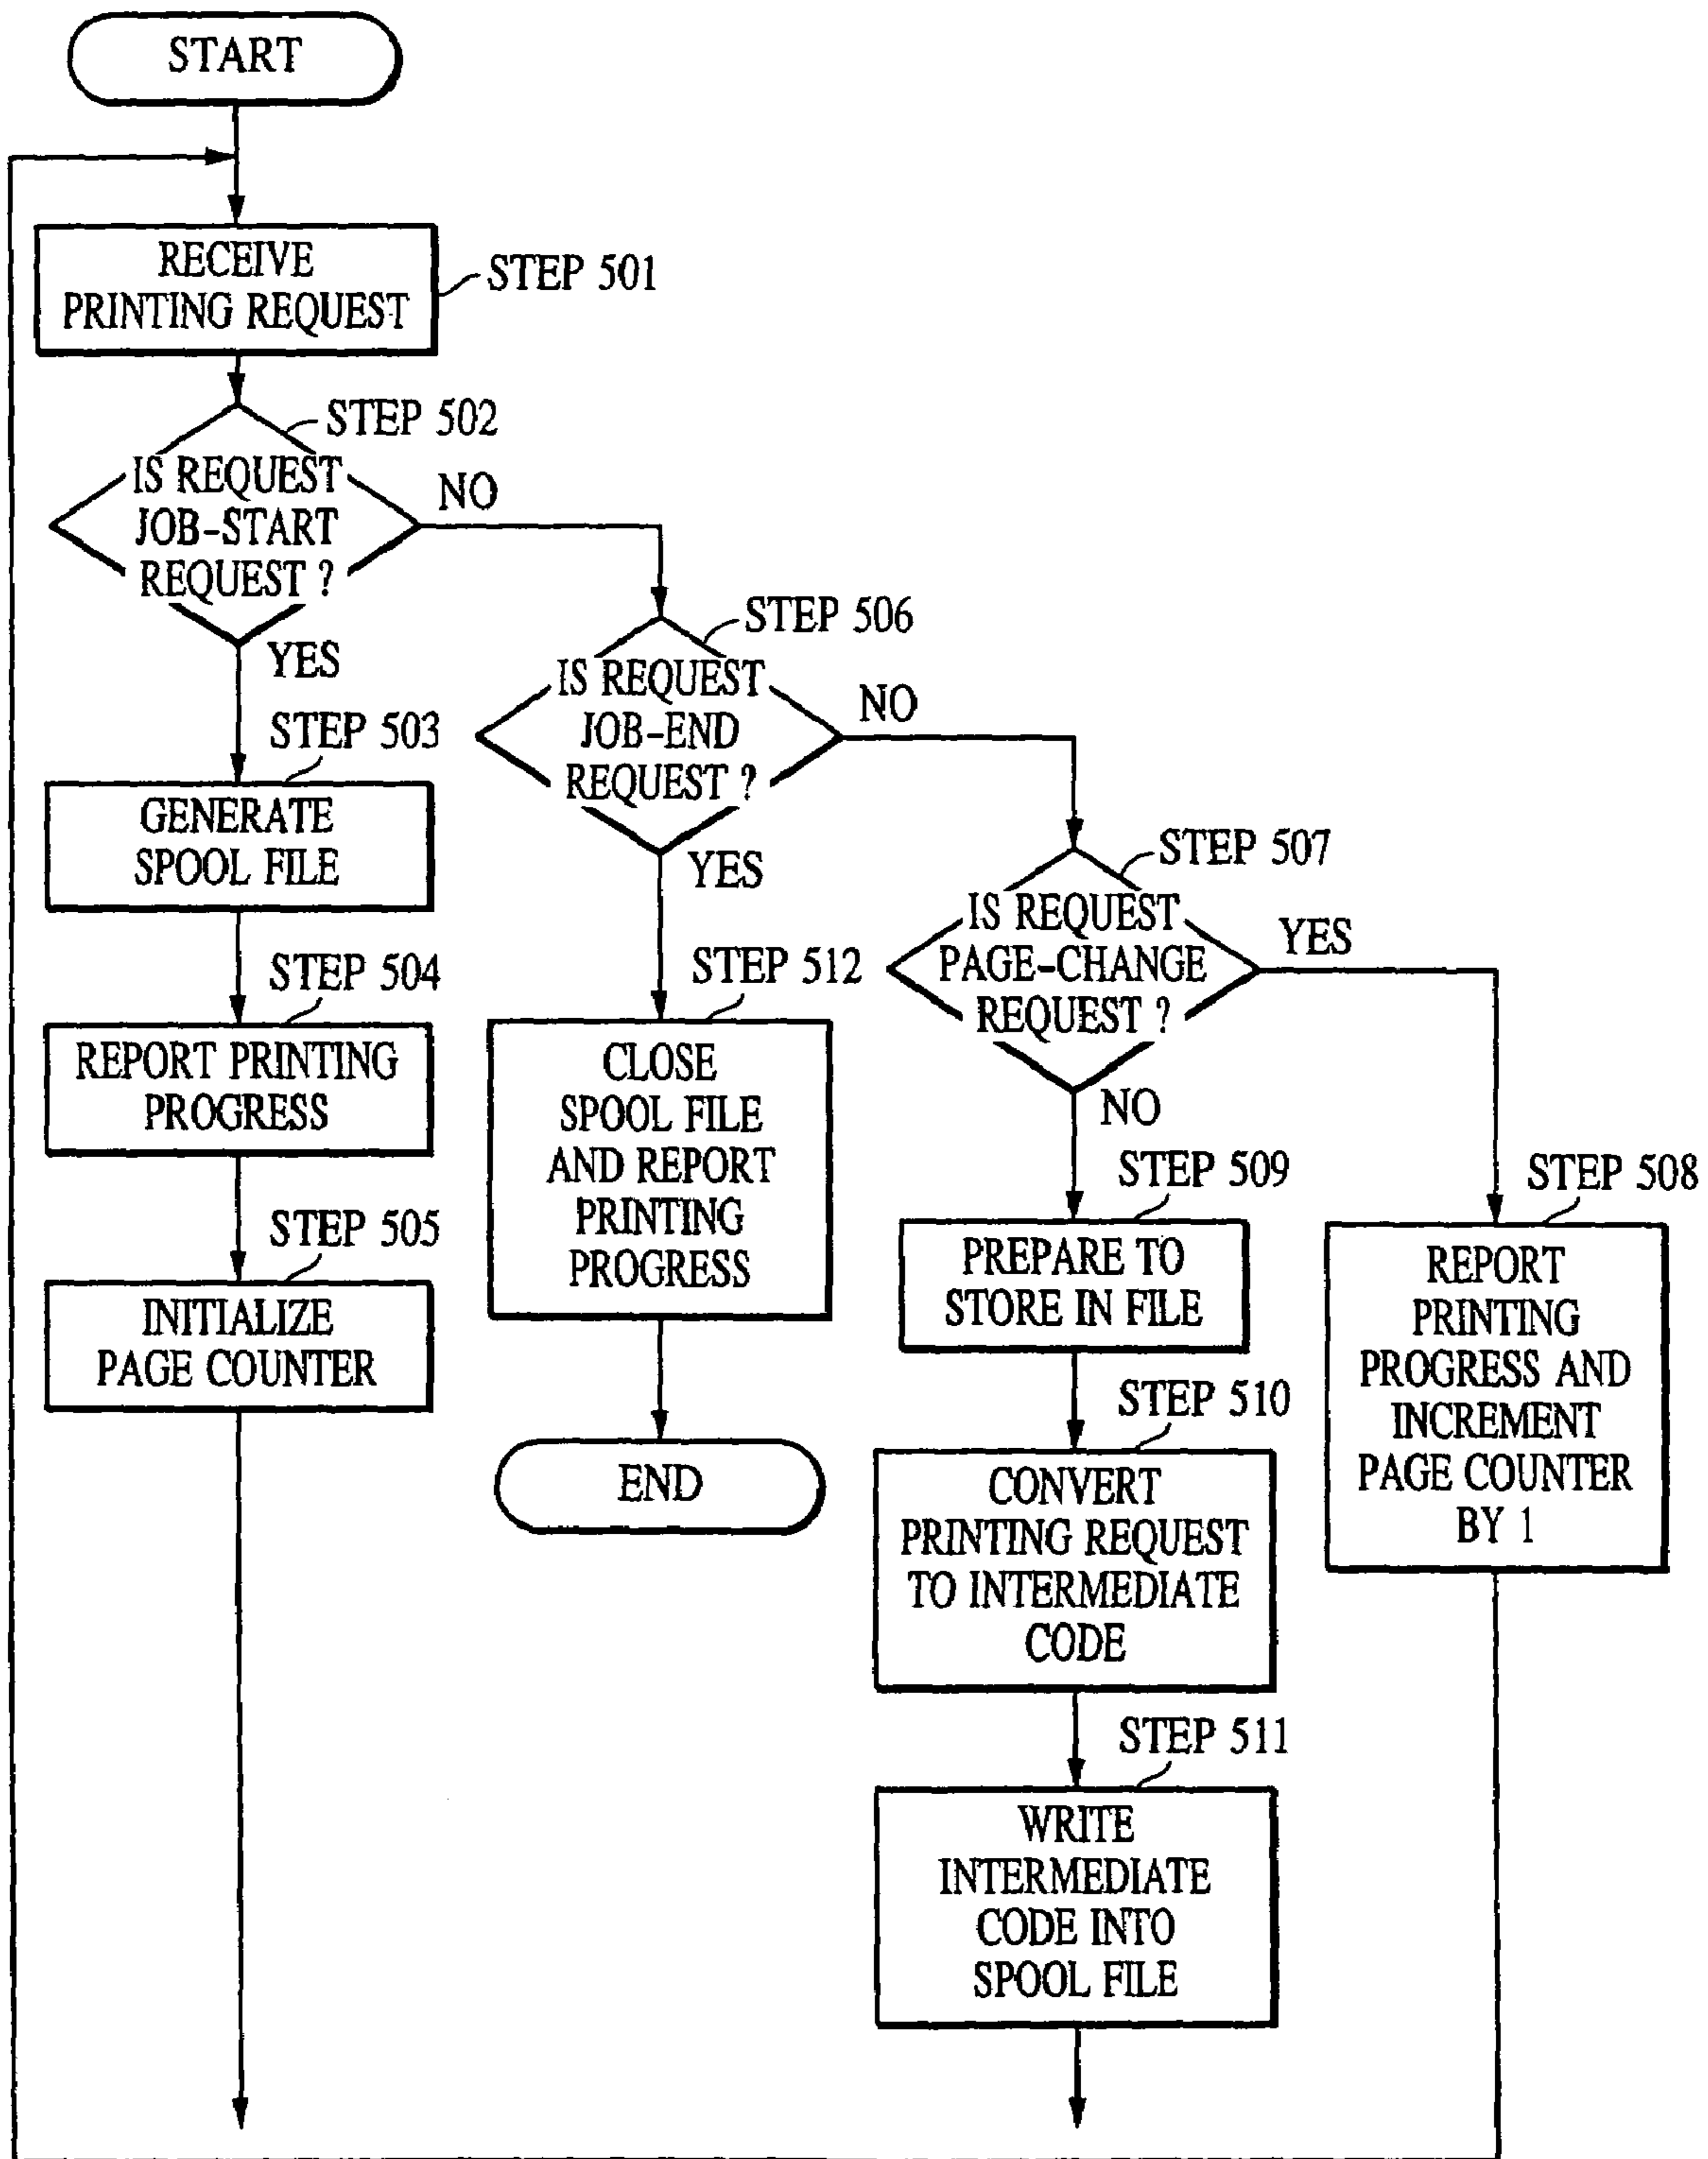 START
RECEIVE
PRINTING REQUEST
STEP 501
STEP 502
IS REQUEST
JOB-START
REQUEST ?
NO
YES
STEP 503
GENERATE
SPOOL FILE
STEP 504
REPORT PRINTING
PROGRESS
STEP 505
INITIALIZE
PAGE COUNTER
STEP 506
IS REQUEST
JOB-END
REQUEST ?
NO
YES
STEP 512
CLOSE
SPOOL FILE
AND REPORT
PRINTING
PROGRESS
END
STEP 507
IS REQUEST
PAGE-CHANGE
REQUEST ?
YES
NO
STEP 509
PREPARE TO
STORE IN FILE
STEP 510
CONVERT
PRINTING REQUEST
TO INTERMEDIATE
CODE
STEP 511
WRITE
INTERMEDIATE
CODE INTO
SPOOL FILE
STEP 508
REPORT
PRINTING
PROGRESS AND
INCREMENT
PAGE COUNTER
BY 1